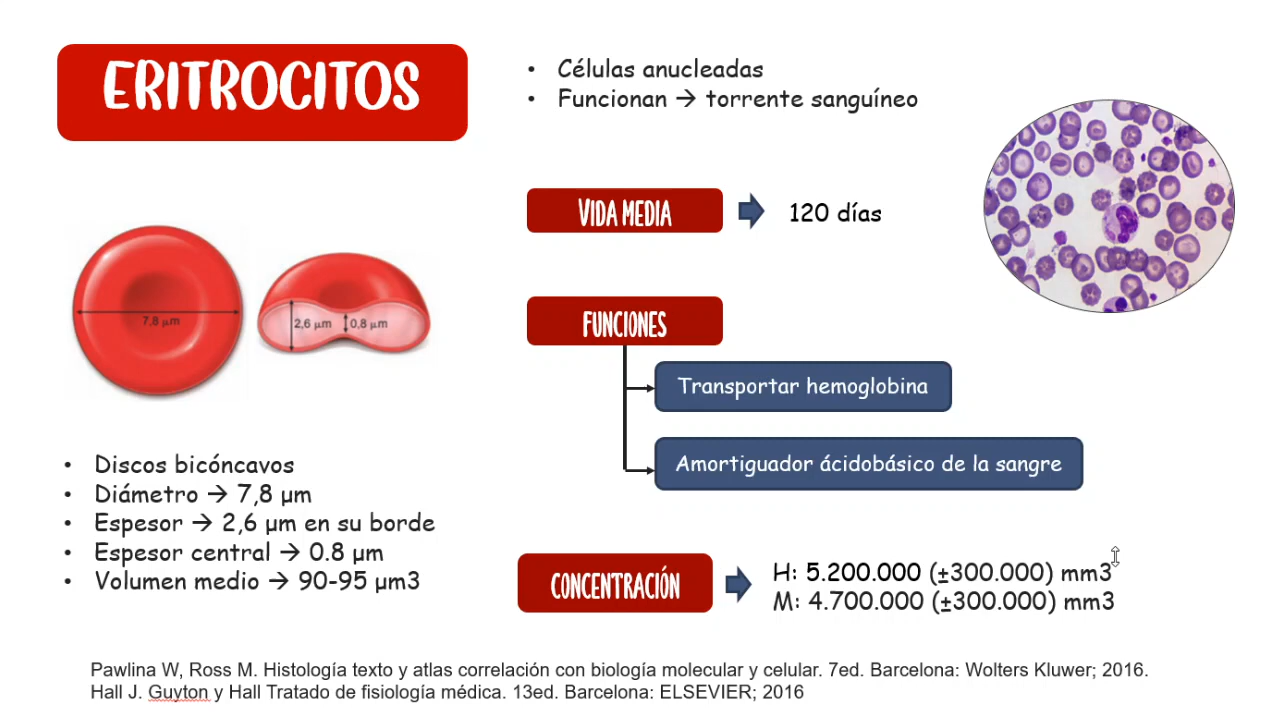 ERITROCITOS
• Células anucleadas
• Funcionan → torrente sanguíneo
VIDA MEDIA
120 días
7,8 µm
2,6 µm
0,8 µm
FUNCIONES
Transportar hemoglobina
Amortiguador ácidobásico de la sangre
• Discos bicóncavos
• Diámetro → 7,8 µm
• Espesor → 2,6 µm en su borde
• Espesor central → 0.8 µm
• Volumen medio → 90-95 µm3
CONCENTRACIÓN
H: 5.200.000 (±300.000) mm3
M: 4.700.000 (±300.000) mm3
Pawlina W, Ross M. Histología texto y atlas correlación con biología molecular y celular. 7ed. Barcelona: Wolters Kluwer; 2016.
Hall J. Guyton y Hall Tratado de fisiología médica. 13ed. Barcelona: ELSEVIER; 2016